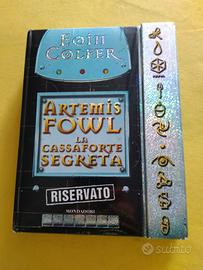 Eoin
Colfer
Artemis
Fowl
La
Cassaforte
Segreta
RISERVATO
MONDADORI
Subito